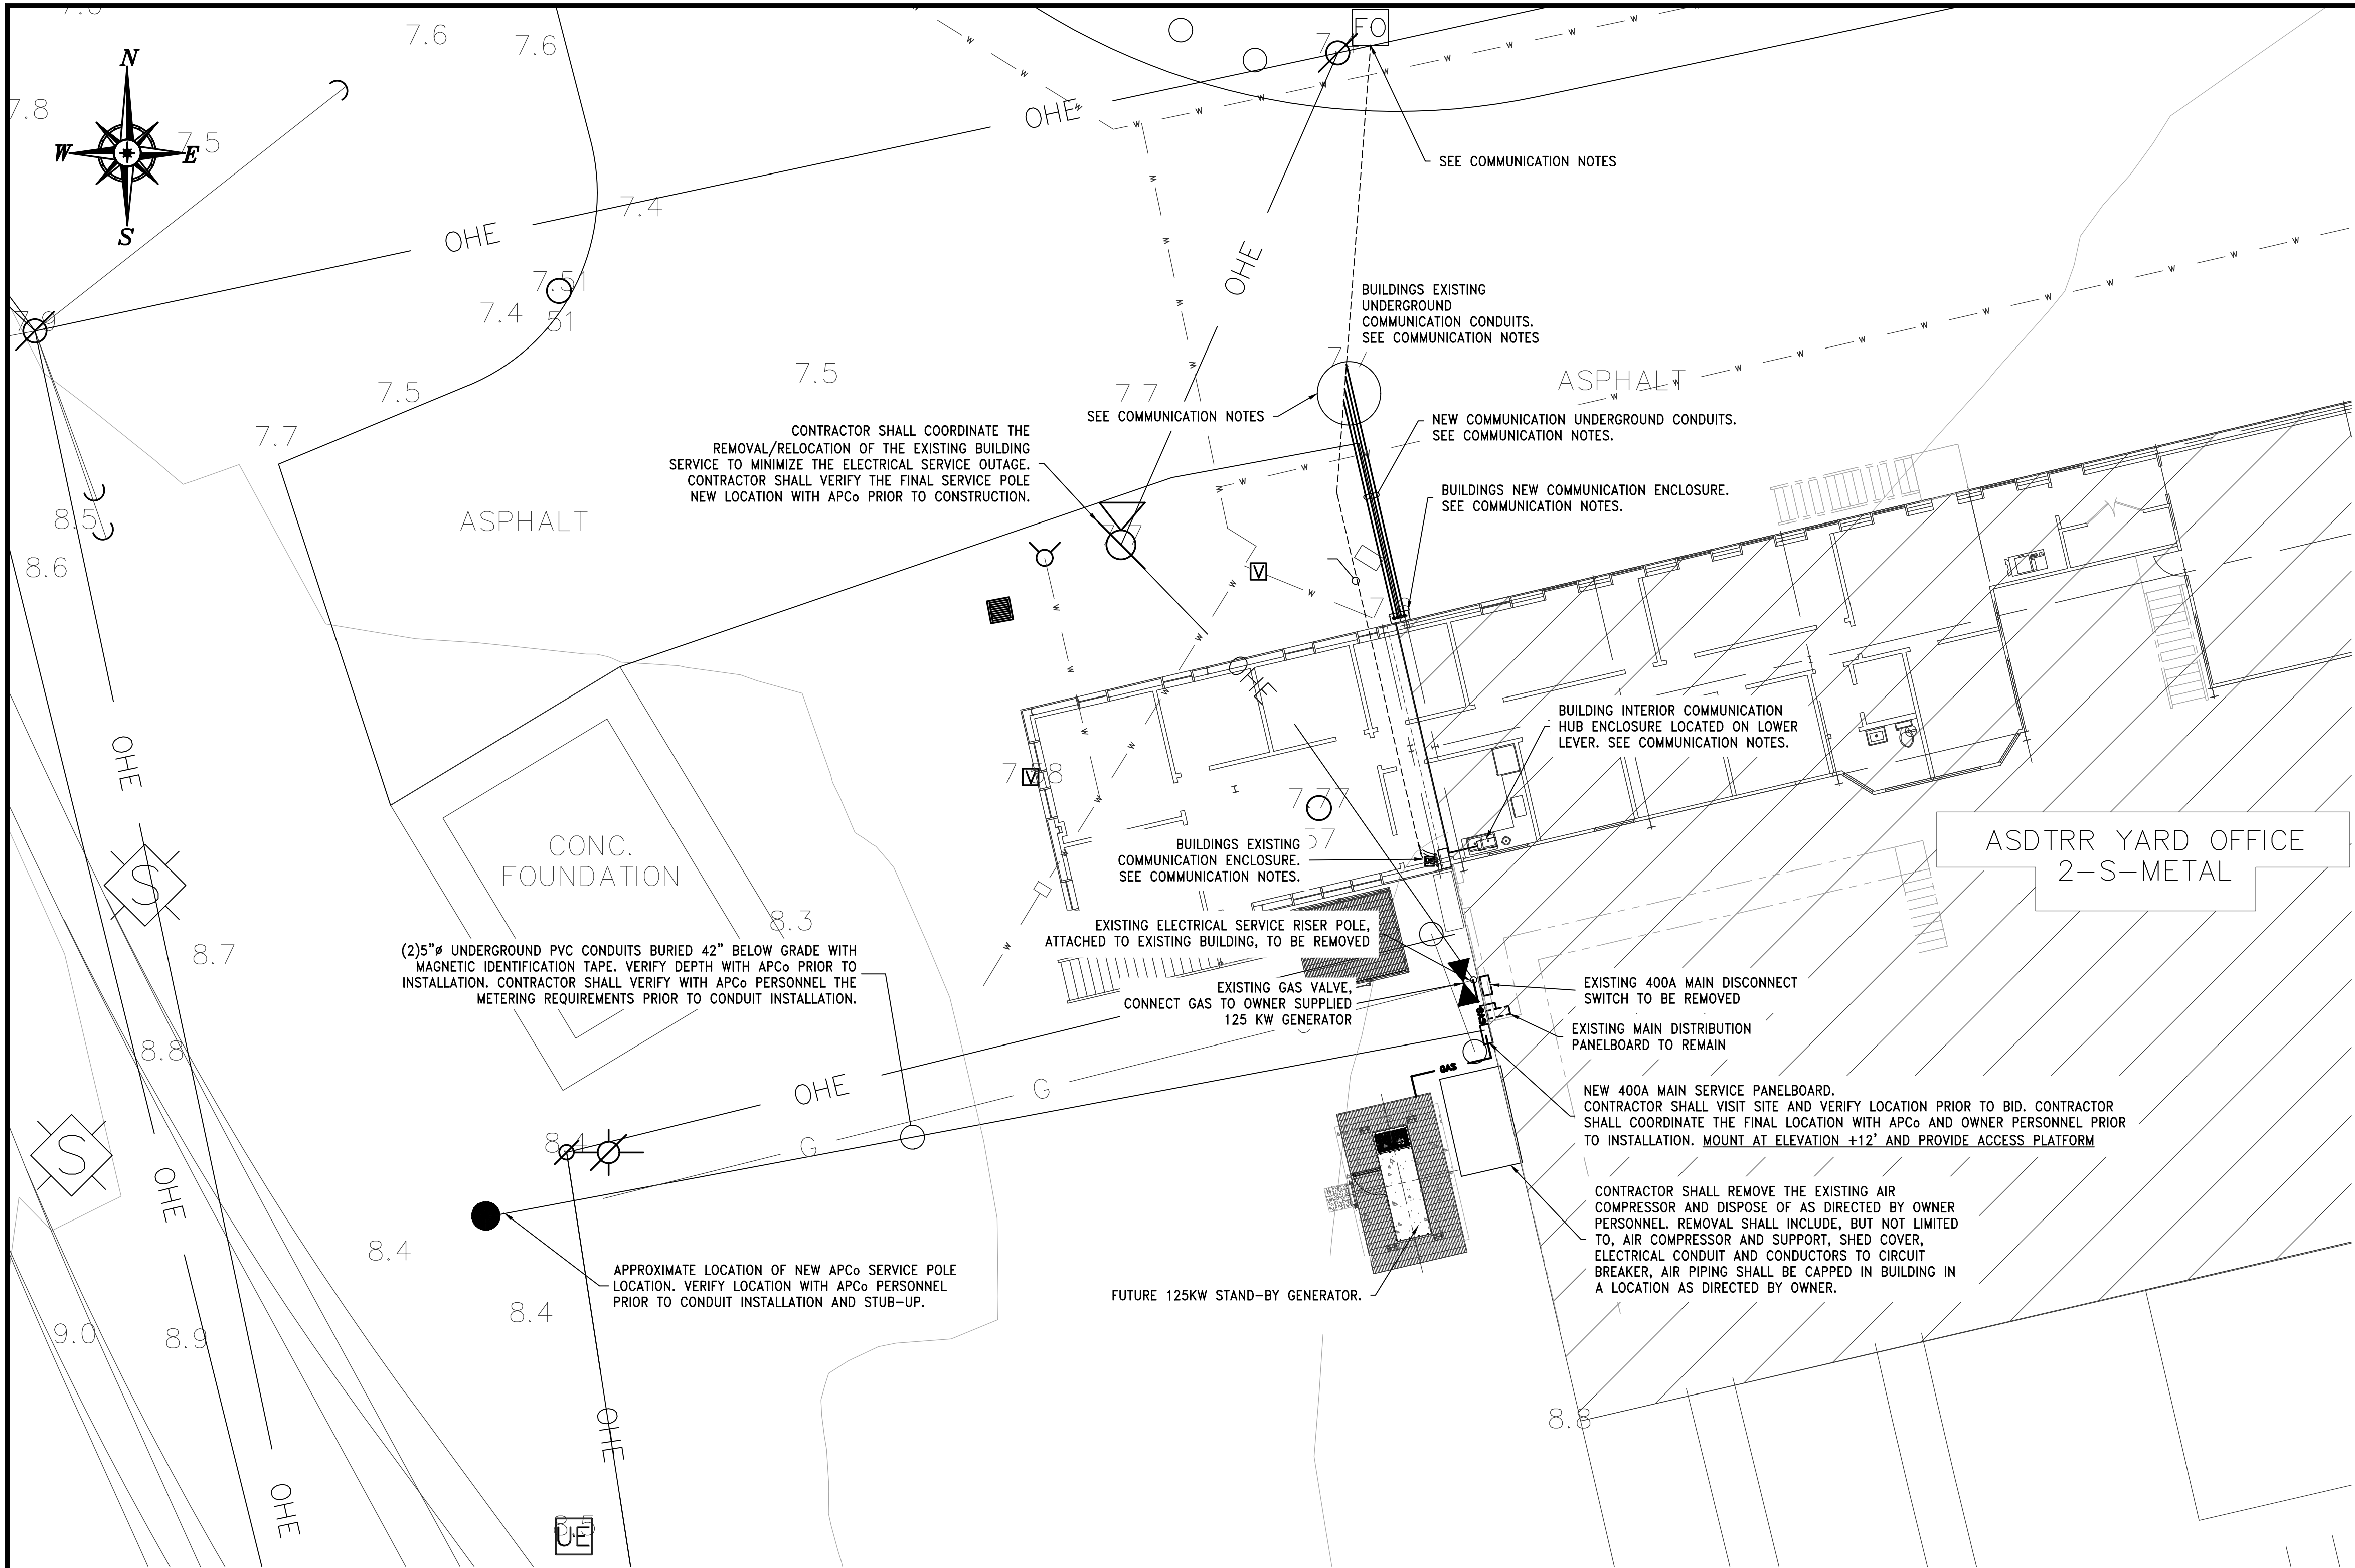 N
W
E
S
7.6
7.6
7.8
7.5
7.4
OHE
OHE
FO
SEE COMMUNICATION NOTES
OHE
7.51
7.4
51
7.9
7.5
7.7
7.5
7.7
BUILDINGS EXISTING
UNDERGROUND
COMMUNICATION CONDUITS.
SEE COMMUNICATION NOTES
ASPHALT
SEE COMMUNICATION NOTES
NEW COMMUNICATION UNDERGROUND CONDUITS.
SEE COMMUNICATION NOTES.
CONTRACTOR SHALL COORDINATE THE
REMOVAL/RELOCATION OF THE EXISTING BUILDING
SERVICE TO MINIMIZE THE ELECTRICAL SERVICE OUTAGE.
CONTRACTOR SHALL VERIFY THE FINAL SERVICE POLE
NEW LOCATION WITH APCo PRIOR TO CONSTRUCTION.
BUILDINGS NEW COMMUNICATION ENCLOSURE.
SEE COMMUNICATION NOTES.
ASPHALT
8.5
8.6
7.7
V
BUILDING INTERIOR COMMUNICATION
HUB ENCLOSURE LOCATED ON LOWER
LEVER. SEE COMMUNICATION NOTES.
OHE
V
7.58
7.77
57
CONC.
FOUNDATION
BUILDINGS EXISTING
COMMUNICATION ENCLOSURE.
SEE COMMUNICATION NOTES.
ASDTRR YARD OFFICE
2-S-METAL
S
8.3
8.7
EXISTING ELECTRICAL SERVICE RISER POLE,
ATTACHED TO EXISTING BUILDING, TO BE REMOVED
(2)5"ø UNDERGROUND PVC CONDUITS BURIED 42" BELOW GRADE WITH
MAGNETIC IDENTIFICATION TAPE. VERIFY DEPTH WITH APCo PRIOR TO
INSTALLATION. CONTRACTOR SHALL VERIFY WITH APCo PERSONNEL THE
METERING REQUIREMENTS PRIOR TO CONDUIT INSTALLATION.
EXISTING GAS VALVE,
CONNECT GAS TO OWNER SUPPLIED
125 KW GENERATOR
EXISTING 400A MAIN DISCONNECT
SWITCH TO BE REMOVED
EXISTING MAIN DISTRIBUTION
PANELBOARD TO REMAIN
8.8
GAS
OHE
G
G
NEW 400A MAIN SERVICE PANELBOARD.
CONTRACTOR SHALL VISIT SITE AND VERIFY LOCATION PRIOR TO BID. CONTRACTOR
SHALL COORDINATE THE FINAL LOCATION WITH APCo AND OWNER PERSONNEL PRIOR
TO INSTALLATION. MOUNT AT ELEVATION +12' AND PROVIDE ACCESS PLATFORM
S
8.4
OHE
8.4
CONTRACTOR SHALL REMOVE THE EXISTING AIR
COMPRESSOR AND DISPOSE OF AS DIRECTED BY OWNER
PERSONNEL. REMOVAL SHALL INCLUDE, BUT NOT LIMITED
TO, AIR COMPRESSOR AND SUPPORT, SHED COVER,
ELECTRICAL CONDUIT AND CONDUCTORS TO CIRCUIT
BREAKER, AIR PIPING SHALL BE CAPPED IN BUILDING IN
A LOCATION AS DIRECTED BY OWNER.
APPROXIMATE LOCATION OF NEW APCo SERVICE POLE
LOCATION. VERIFY LOCATION WITH APCo PERSONNEL
PRIOR TO CONDUIT INSTALLATION AND STUB-UP.
FUTURE 125KW STAND-BY GENERATOR.
8.4
9.0
8.9
OHE
8.8
OHE
8.5
UE